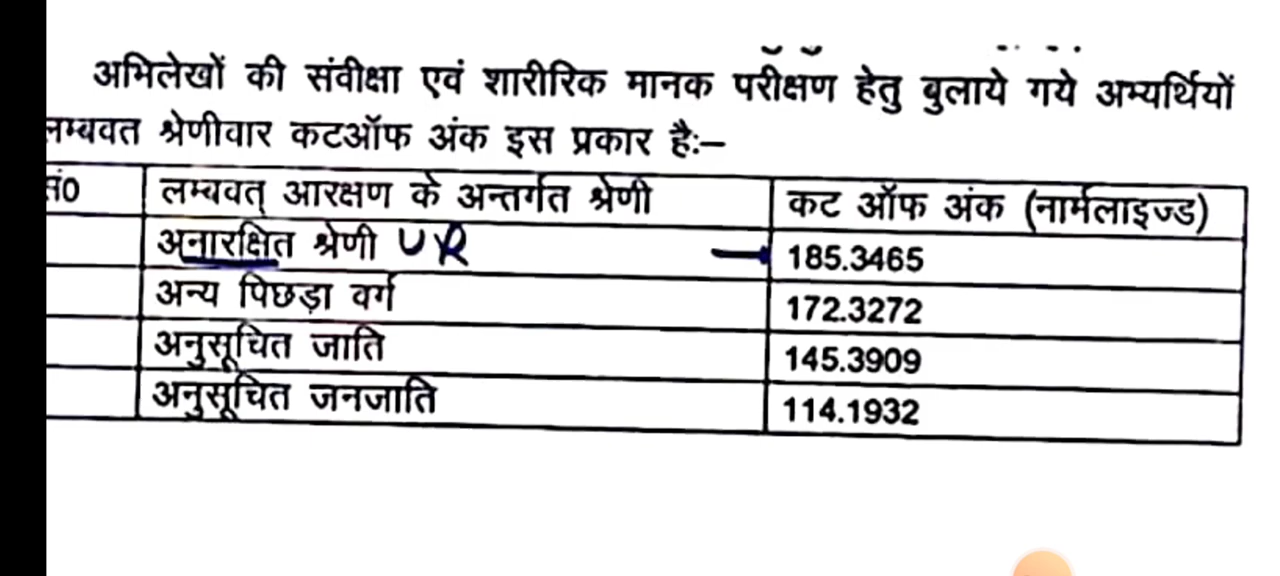 अभिलेखों की संवीक्षा एवं शारीरिक मानक परीक्षण हेतु बुलाये गये अभ्यर्थियों
लम्बवत श्रेणीवार कटऑफ अंक इस प्रकार हैः–
सं0 लम्बवत् आरक्षण के अन्तर्गत श्रेणी कट ऑफ अंक (नार्मलाइज्ड)
अनारक्षित श्रेणी UR 185.3465
अन्य पिछड़ा वर्ग 172.3272
अनुसूचित जाति 145.3909
अनुसूचित जनजाति 114.1932